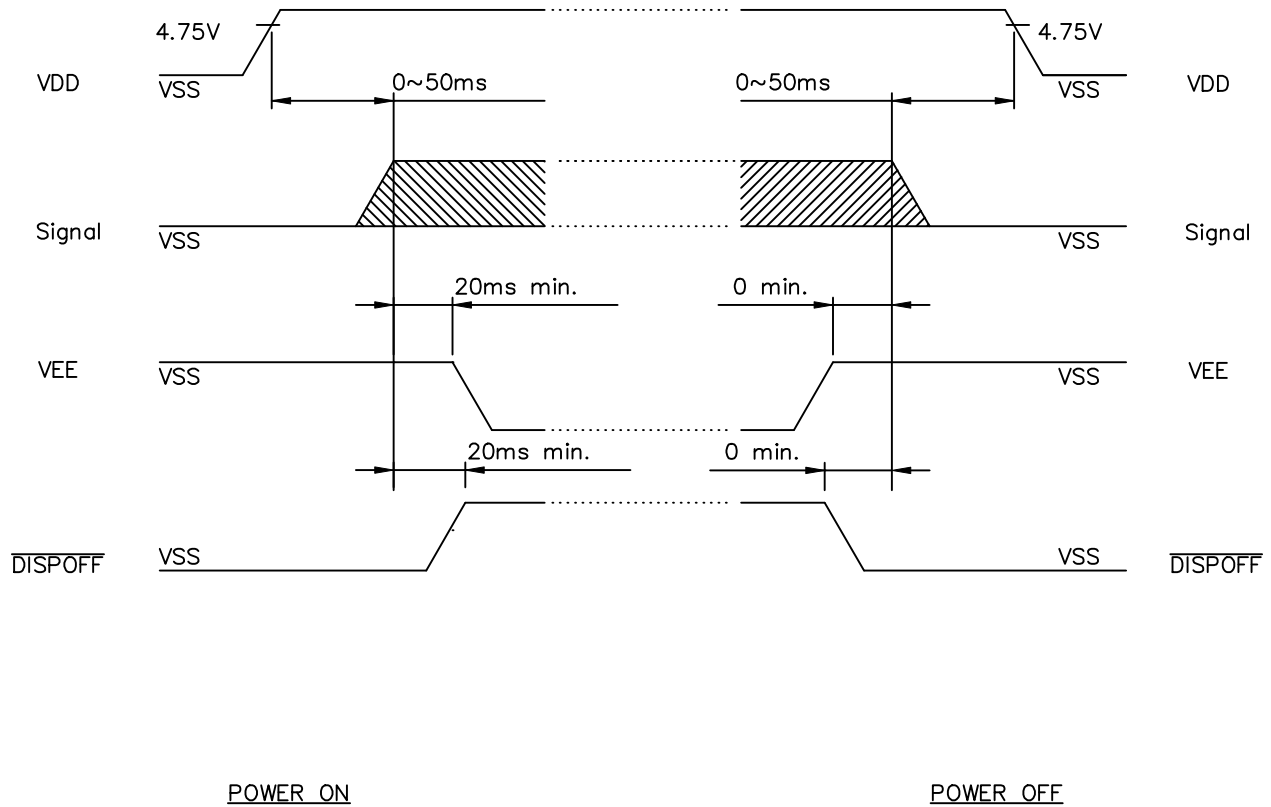 4.75V
4.75V
VDD
VSS
0~50ms
0~50ms
VSS
VDD
Signal
VSS
VSS
Signal
20ms min.
0 min.
VEE
VSS
VSS
VEE
20ms min.
0 min.
DISPOFF
VSS
VSS
DISPOFF
POWER ON
POWER OFF